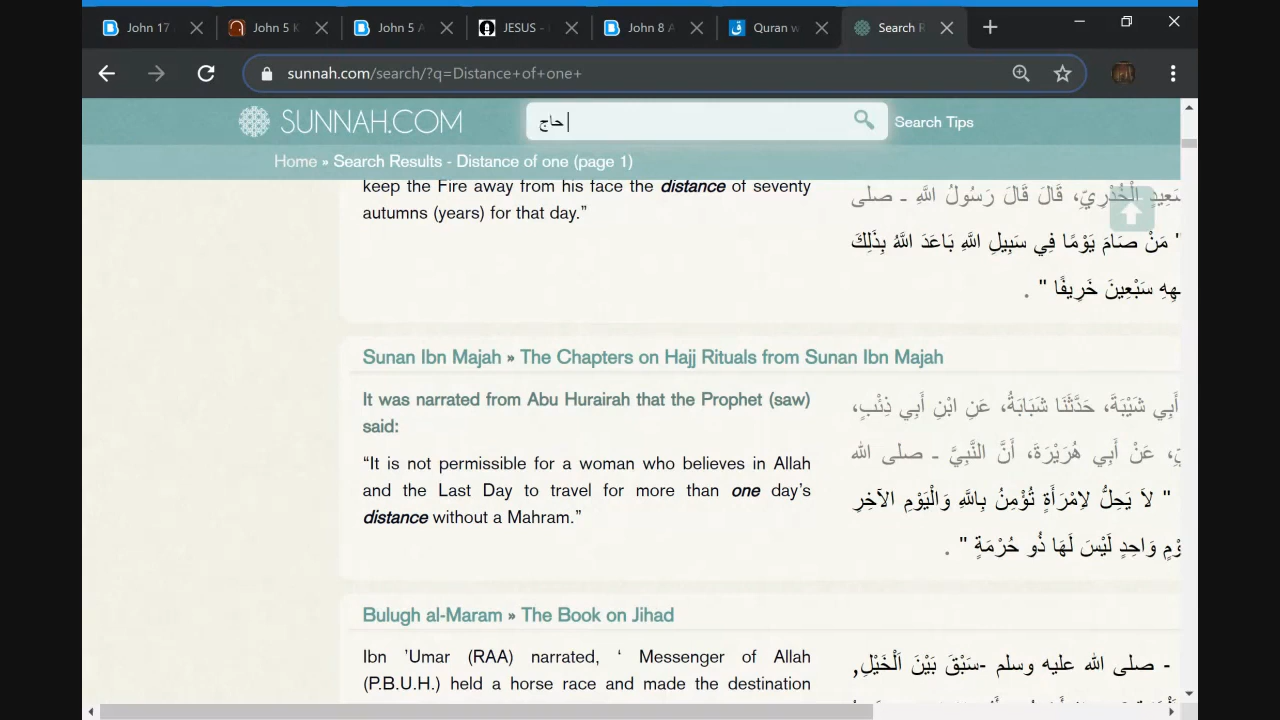 John 17
John 5 K
John 5 A
JESUS -
John 8 A
Quran w
Search R
sunnah.com/search/?q=Distance+of+one+
SUNNAH.COM
حاج
Search Tips
Home » Search Results - Distance of one (page 1)
keep the Fire away from his face the distance of seventy
autumns (years) for that day.”
سَعِيدٍ الْخُدْرِيِّ، قَالَ قَالَ رَسُولُ اللَّهِ ـ صلى
" مَنْ صَامَ يَوْمًا فِي سَبِيلِ اللَّهِ بَاعَدَ اللَّهُ بِذَلِكَ
سَبْعِينَ خَرِيفًا " .
Sunan Ibn Majah » The Chapters on Hajj Rituals from Sunan Ibn Majah
It was narrated from Abu Hurairah that the Prophet (saw)
said:
“It is not permissible for a woman who believes in Allah
and the Last Day to travel for more than one day’s
distance without a Mahram.”
أَبِي شَيْبَةَ، حَدَّثَنَا شَبَابَةُ، عَنِ ابْنِ أَبِي ذِئْبٍ،
عَنْ أَبِي هُرَيْرَةَ، أَنَّ النَّبِيَّ ـ صلى الله
" لاَ يَحِلُّ لاِمْرَأَةٍ تُؤْمِنُ بِاللَّهِ وَالْيَوْمِ الآخِرِ
وَاحِدٍ لَيْسَ لَهَا ذُو حُرْمَةٍ " .
Bulugh al-Maram » The Book on Jihad
Ibn ’Umar (RAA) narrated, ‘ Messenger of Allah
(P.B.U.H.) held a horse race and made the destination
- صلى الله عليه وسلم -سَبْقَ بَيْنَ اَلْخَيْلِ,